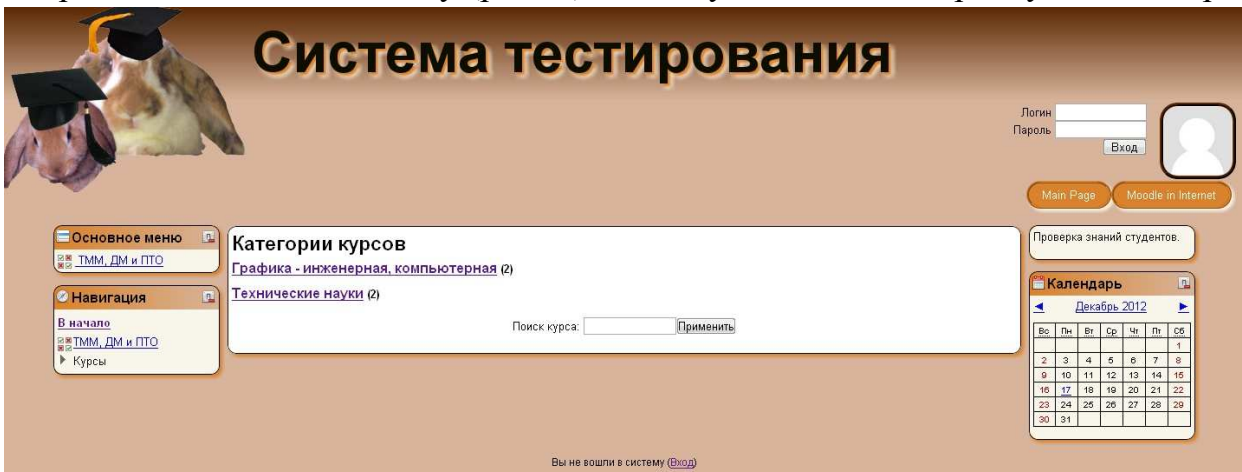 Система тестирования
Логин
Пароль
Вход
Main Page
Moodle in Internet
Основное меню
ТММ, ДМ и ПТО
Навигация
В начало
ТММ, ДМ и ПТО
Курсы
Категории курсов
Графика - инженерная, компьютерная (2)
Технические науки (2)
Поиск курса: Применить
Проверка знаний студентов.
Календарь
◄ Декабрь 2012 ►
Вс Пн Вт Ср Чт Пт Сб
1
2 3 4 5 6 7 8
9 10 11 12 13 14 15
16 17 18 19 20 21 22
23 24 25 26 27 28 29
30 31
Вы не вошли в систему (Вход)